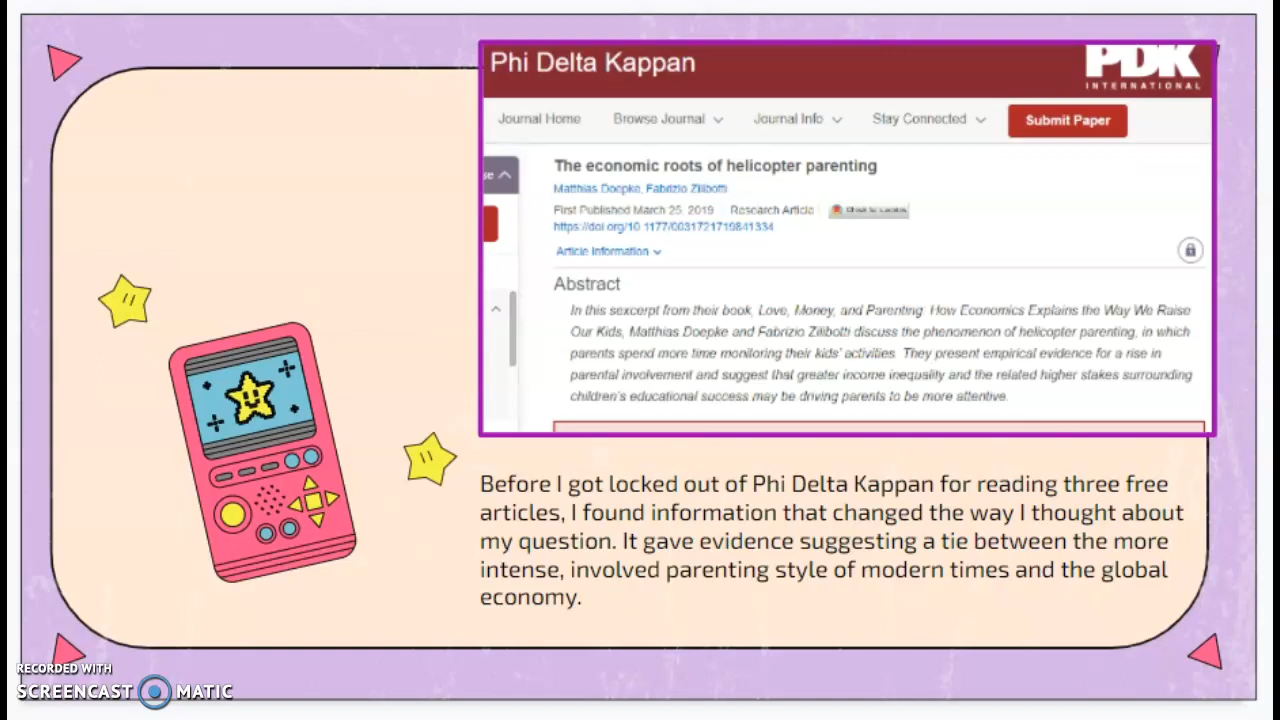 Phi Delta Kappan
PDK
INTERNATIONAL
Journal Home Browse Journal Journal Info Stay Connected Submit Paper
se
The economic roots of helicopter parenting
Matthias Doepke, Fabrizio Zilibotti
First Published March 25, 2019 Research Article Check for updates
https://doi.org/10.1177/0031721719841334
Article Information
Abstract
In this sexcerpt from their book, Love, Money, and Parenting: How Economics Explains the Way We Raise
Our Kids, Matthias Doepke and Fabrizio Zilibotti discuss the phenomenon of helicopter parenting, in which
parents spend more time monitoring their kids' activities. They present empirical evidence for a rise in
parental involvement and suggest that greater income inequality and the related higher stakes surrounding
children's educational success may be driving parents to be more attentive.
Before I got locked out of Phi Delta Kappan for reading three free
articles, I found information that changed the way I thought about
my question. It gave evidence suggesting a tie between the more
intense, involved parenting style of modern times and the global
economy.
RECORDED WITH
SCREENCAST MATIC